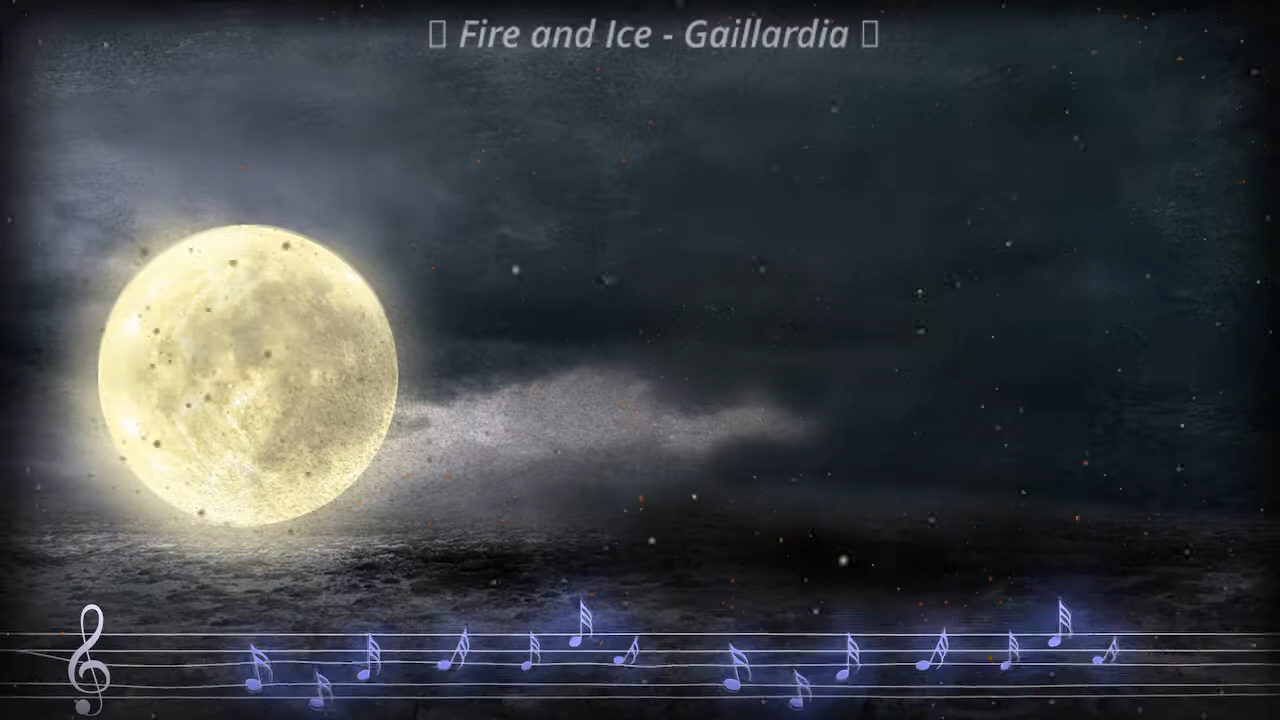 ▯ Fire and Ice - Gaillardia ▯